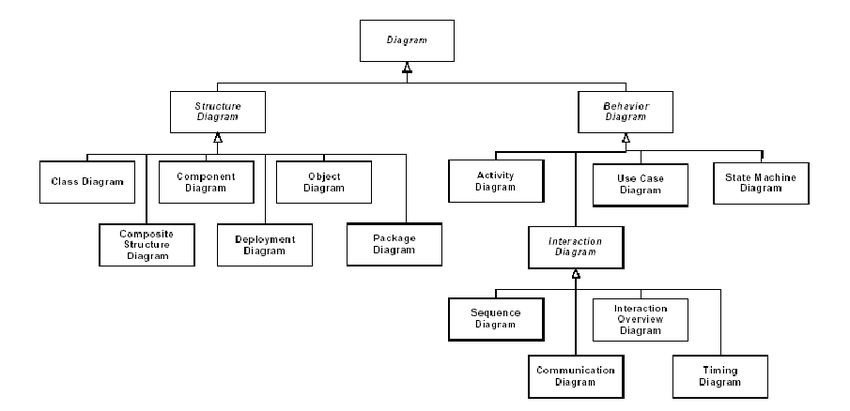 Diagram
Structure
Diagram
Behavior
Diagram
Class Diagram
Component
Diagram
Object
Diagram
Activity
Diagram
Use Case
Diagram
State Machine
Diagram
Composite
Structure
Diagram
Deployment
Diagram
Package
Diagram
Interaction
Diagram
Sequence
Diagram
Interaction
Overview
Diagram
Communication
Diagram
Timing
Diagram